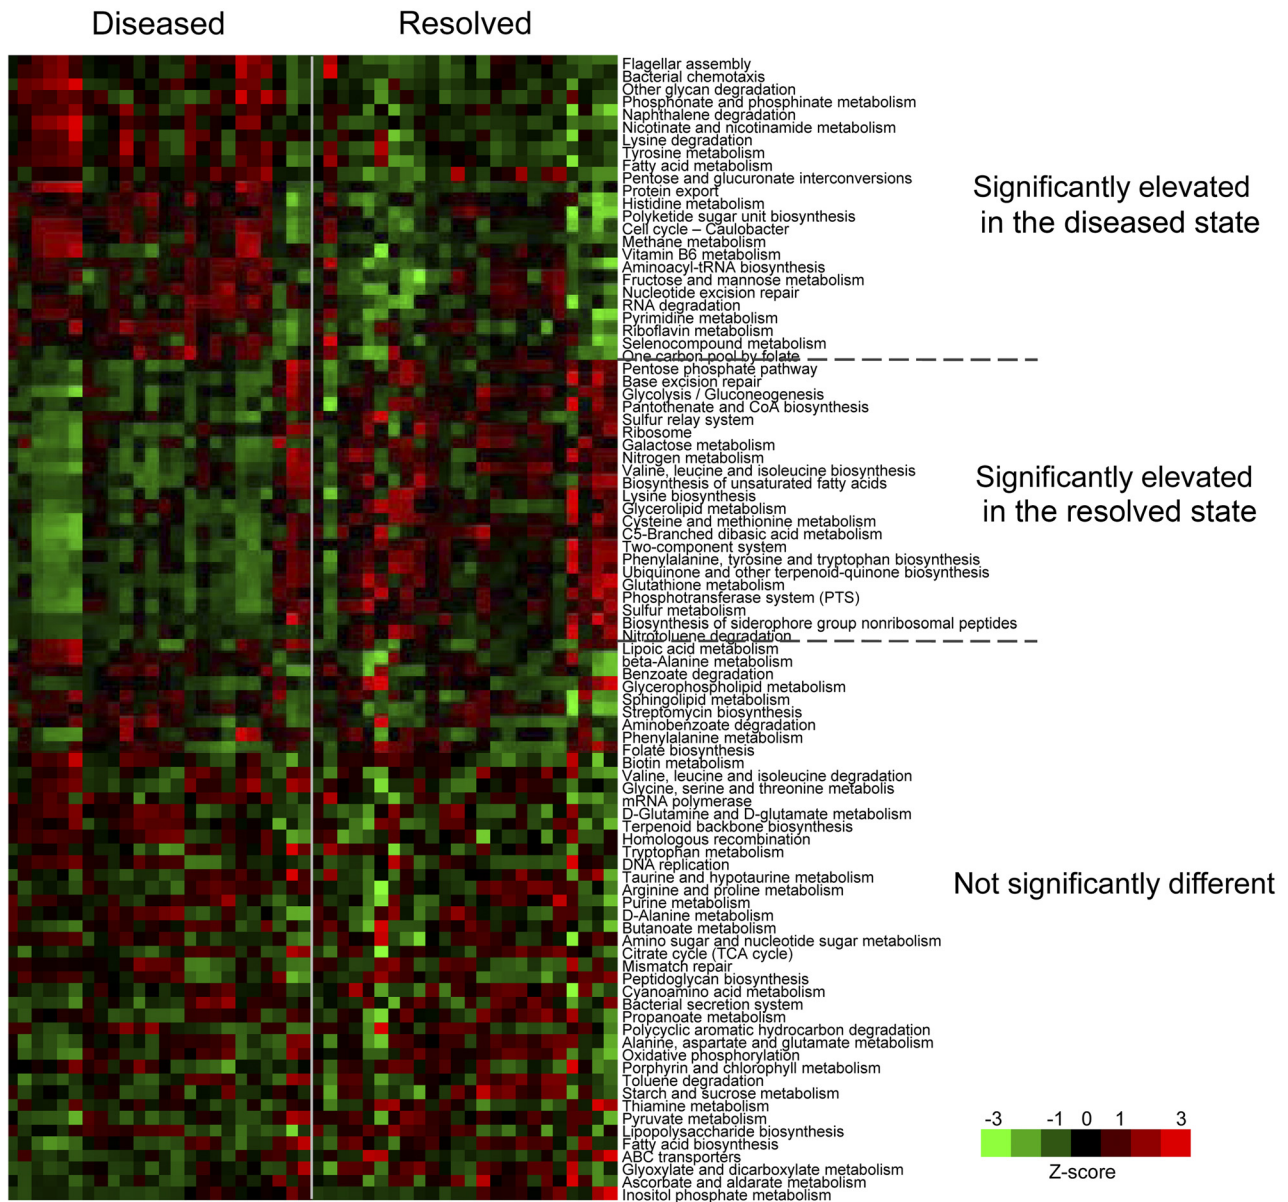 Diseased
Resolved
Flagellar assembly
Bacterial chemotaxis
Other glycan degradation
Phosphonate and phosphinate metabolism
Naphthalene degradation
Nicotinate and nicotinamide metabolism
Lysine degradation
Tyrosine metabolism
Fatty acid metabolism
Pentose and glucuronate interconversions
Protein export
Histidine metabolism
Polyketide sugar unit biosynthesis
Cell cycle – Caulobacter
Methane metabolism
Vitamin B6 metabolism
Aminoacyl-tRNA biosynthesis
Fructose and mannose metabolism
Nucleotide excision repair
RNA degradation
Pyrimidine metabolism
Riboflavin metabolism
Selenocompound metabolism
One carbon pool by folate
Significantly elevated
in the diseased state
Pentose phosphate pathway
Base excision repair
Glycolysis / Gluconeogenesis
Pantothenate and CoA biosynthesis
Sulfur relay system
Ribosome
Galactose metabolism
Nitrogen metabolism
Valine, leucine and isoleucine biosynthesis
Biosynthesis of unsaturated fatty acids
Lysine biosynthesis
Glycerolipid metabolism
Cysteine and methionine metabolism
C5-Branched dibasic acid metabolism
Two-component system
Phenylalanine, tyrosine and tryptophan biosynthesis
Ubiquinone and other terpenoid-quinone biosynthesis
Glutathione metabolism
Phosphotransferase system (PTS)
Sulfur metabolism
Biosynthesis of siderophore group nonribosomal peptides
Nitrotoluene degradation
Significantly elevated
in the resolved state
Lipoic acid metabolism
beta-Alanine metabolism
Benzoate degradation
Glycerophospholipid metabolism
Sphingolipid metabolism
Streptomycin biosynthesis
Aminobenzoate degradation
Phenylalanine metabolism
Folate biosynthesis
Biotin metabolism
Valine, leucine and isoleucine degradation
Glycine, serine and threonine metabolis
mRNA polymerase
D-Glutamine and D-glutamate metabolism
Terpenoid backbone biosynthesis
Homologous recombination
Tryptophan metabolism
DNA replication
Taurine and hypotaurine metabolism
Arginine and proline metabolism
Purine metabolism
D-Alanine metabolism
Butanoate metabolism
Amino sugar and nucleotide sugar metabolism
Citrate cycle (TCA cycle)
Mismatch repair
Peptidoglycan biosynthesis
Cyanoamino acid metabolism
Bacterial secretion system
Propanoate metabolism
Polycyclic aromatic hydrocarbon degradation
Alanine, aspartate and glutamate metabolism
Oxidative phosphorylation
Porphyrin and chlorophyll metabolism
Toluene degradation
Starch and sucrose metabolism
Thiamine metabolism
Pyruvate metabolism
Lipopolysaccharide biosynthesis
Fatty acid biosynthesis
ABC transporters
Glyoxylate and dicarboxylate metabolism
Ascorbate and aldarate metabolism
Inositol phosphate metabolism
Not significantly different
-3 -1 0 1 3
Z-score